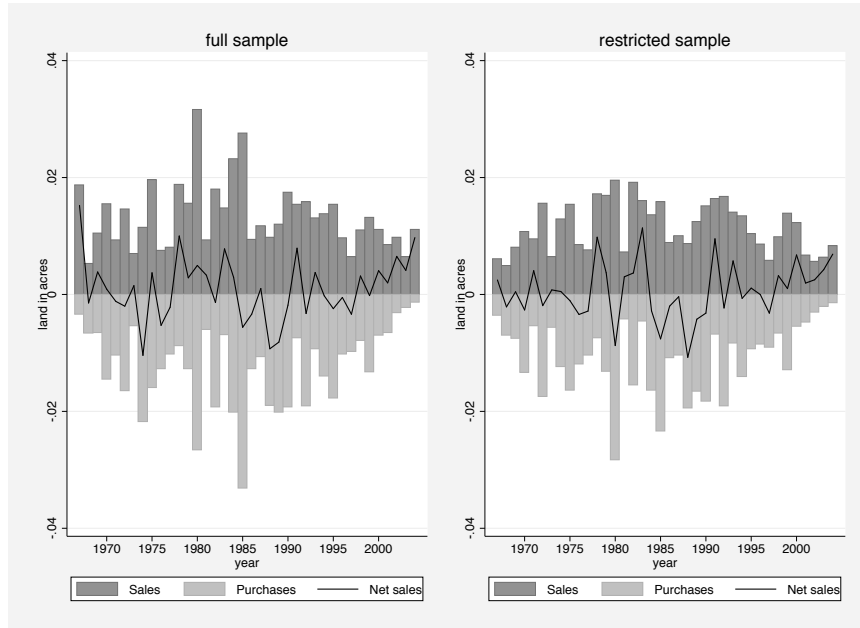 full sample
land in acres
.04
.02
0
-.02
-.04
1970 1975 1980 1985 1990 1995 2000
year
Sales Purchases Net sales
restricted sample
land in acres
.04
.02
0
-.02
-.04
1970 1975 1980 1985 1990 1995 2000
year
Sales Purchases Net sales